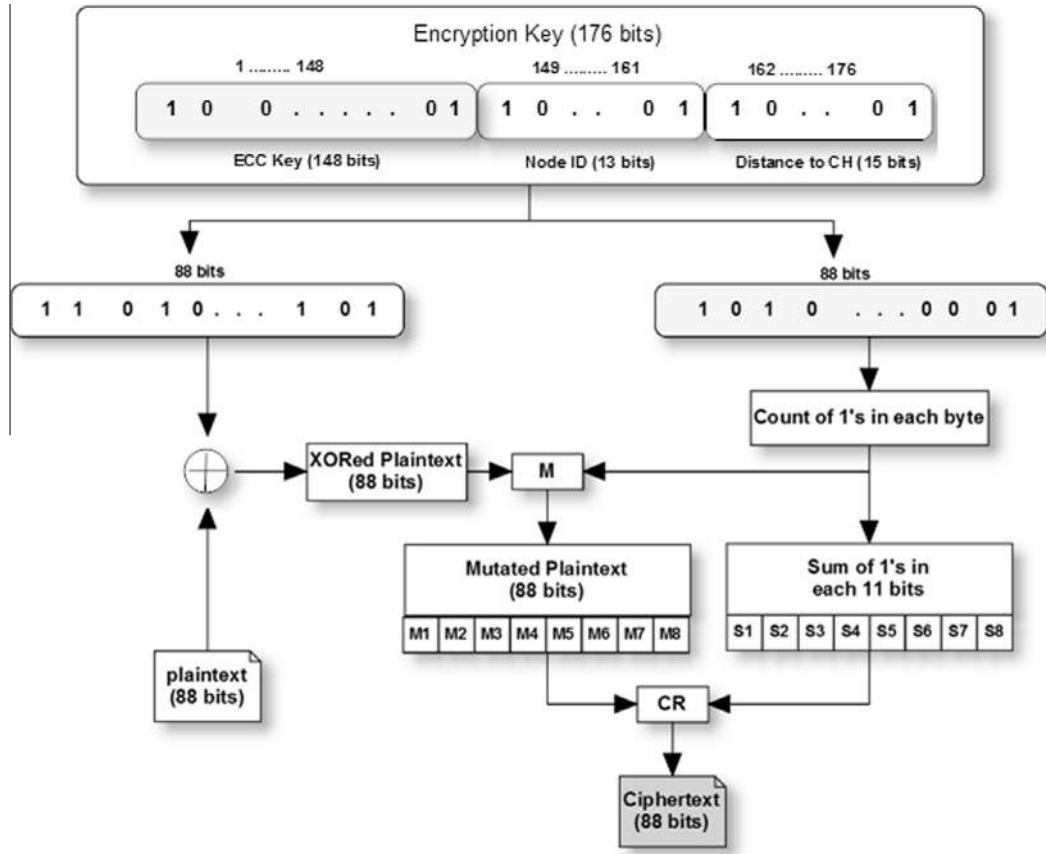 Encryption Key (176 bits)
1 ......... 148
149 ......... 161
162 ......... 176
1 0 0 . . . . . 0 1
1 0 . . 0 1
1 0 . . 0 1
ECC Key (148 bits)
Node ID (13 bits)
Distance to CH (15 bits)
88 bits
88 bits
1 1 0 1 0 . . . 1 0 1
1 0 1 0 . . . 0 0 0 1
Count of 1's in each byte
XORed Plaintext
(88 bits)
M
Mutated Plaintext
(88 bits)
M1 M2 M3 M4 M5 M6 M7 M8
Sum of 1's in
each 11 bits
S1 S2 S3 S4 S5 S6 S7 S8
plaintext
(88 bits)
CR
Ciphertext
(88 bits)